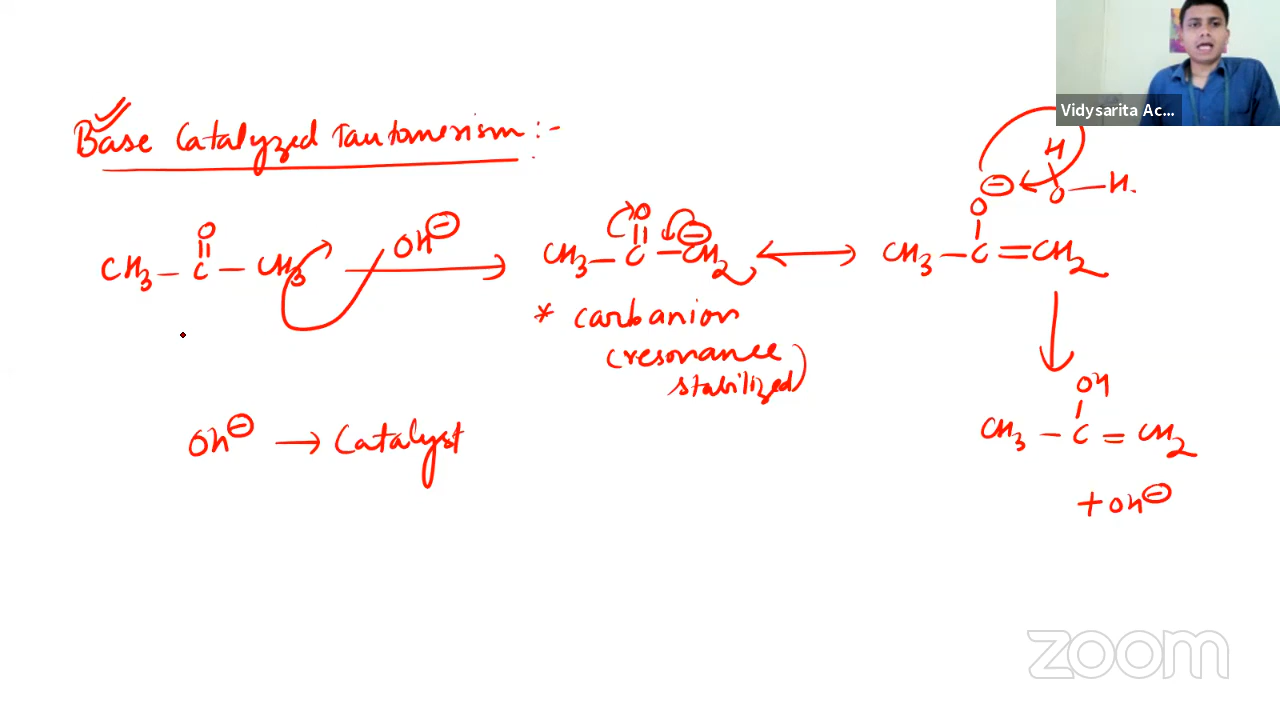 Vidysarita Ac...
Base Catalyzed Tautomerism :-
O
||
CH3 — C — CH3
OH⊖
O
||
CH3 — C — CH2 ⊖
* carbanion
(resonance
stabilized)
H
O — H
⊖
O
|
CH3 — C = CH2
OH
|
CH3 — C = CH2
+ OH⊖
OH⊖ → Catalyst
zoom